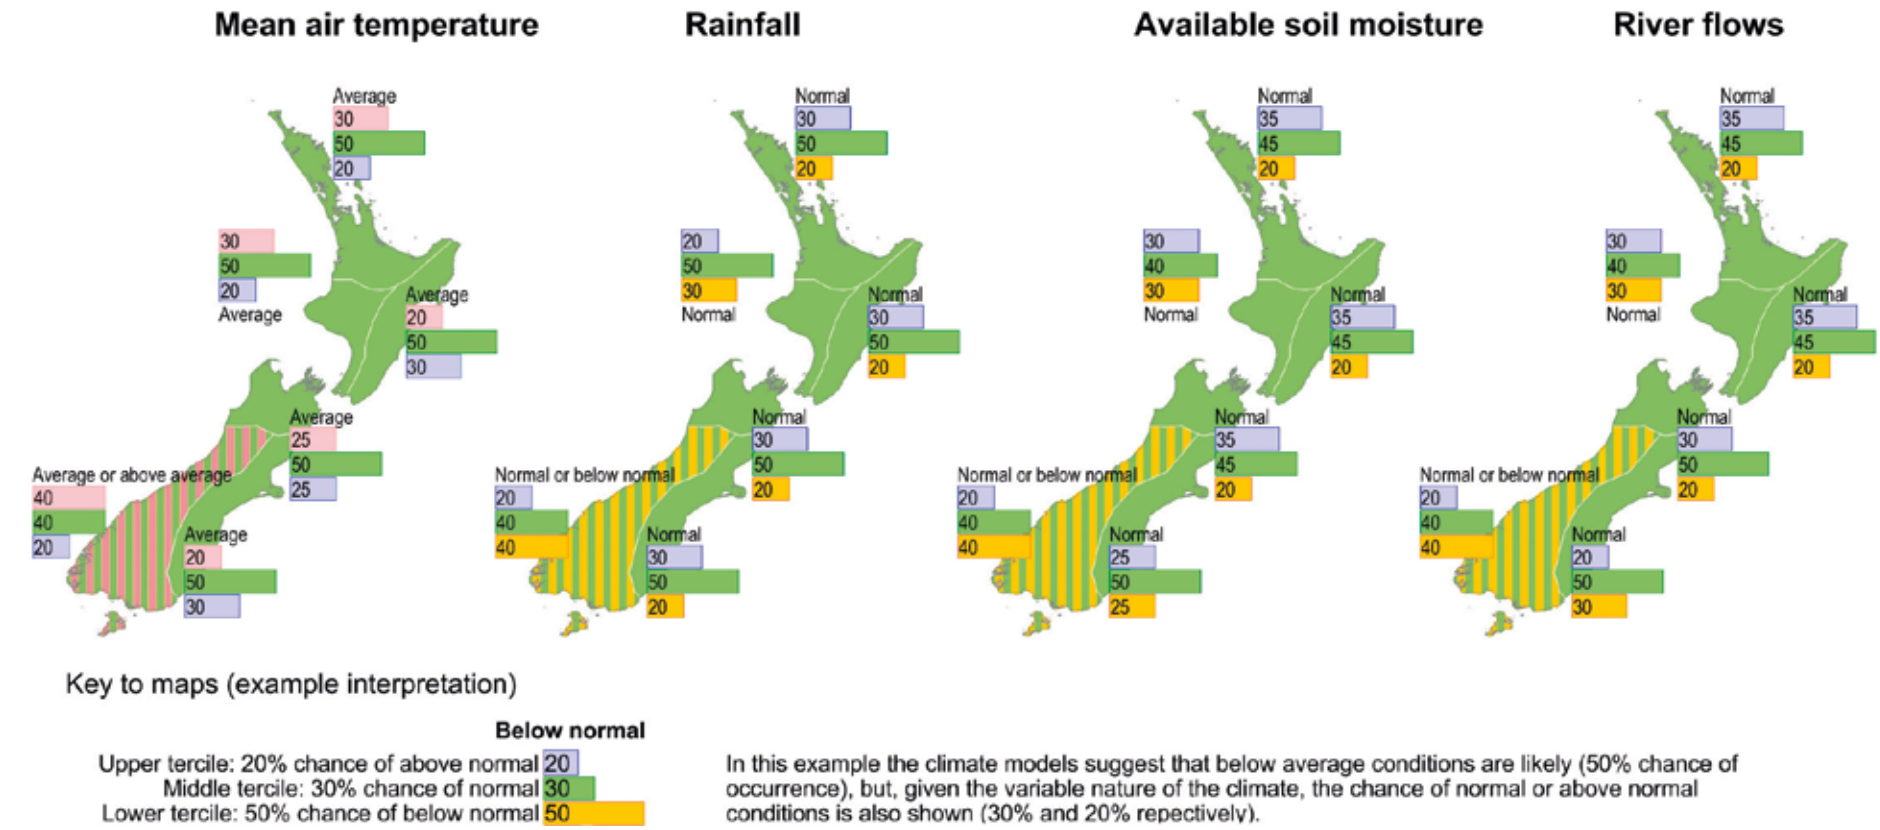 Mean air temperature
Rainfall
Available soil moisture
River flows
Average
30
50
20
30
50
20
Average
Average
20
50
30
Average
25
50
25
Average or above average
40
40
20
Average
20
50
30
Normal
30
50
20
20
50
30
Normal
Normal
30
50
20
Normal
30
50
20
Normal or below normal
20
40
40
Normal
30
50
20
Normal
35
45
20
30
40
30
Normal
Normal
35
45
20
Normal
35
45
20
Normal or below normal
20
40
40
Normal
25
50
25
Normal
35
45
20
30
40
30
Normal
Normal
35
45
20
Normal
30
50
20
Normal or below normal
20
40
40
Normal
20
50
30
Key to maps (example interpretation)
Below normal
Upper tercile: 20% chance of above normal 20
Middle tercile: 30% chance of normal 30
Lower tercile: 50% chance of below normal 50
In this example the climate models suggest that below average conditions are likely (50% chance of
occurrence), but, given the variable nature of the climate, the chance of normal or above normal
conditions is also shown (30% and 20% repectively).